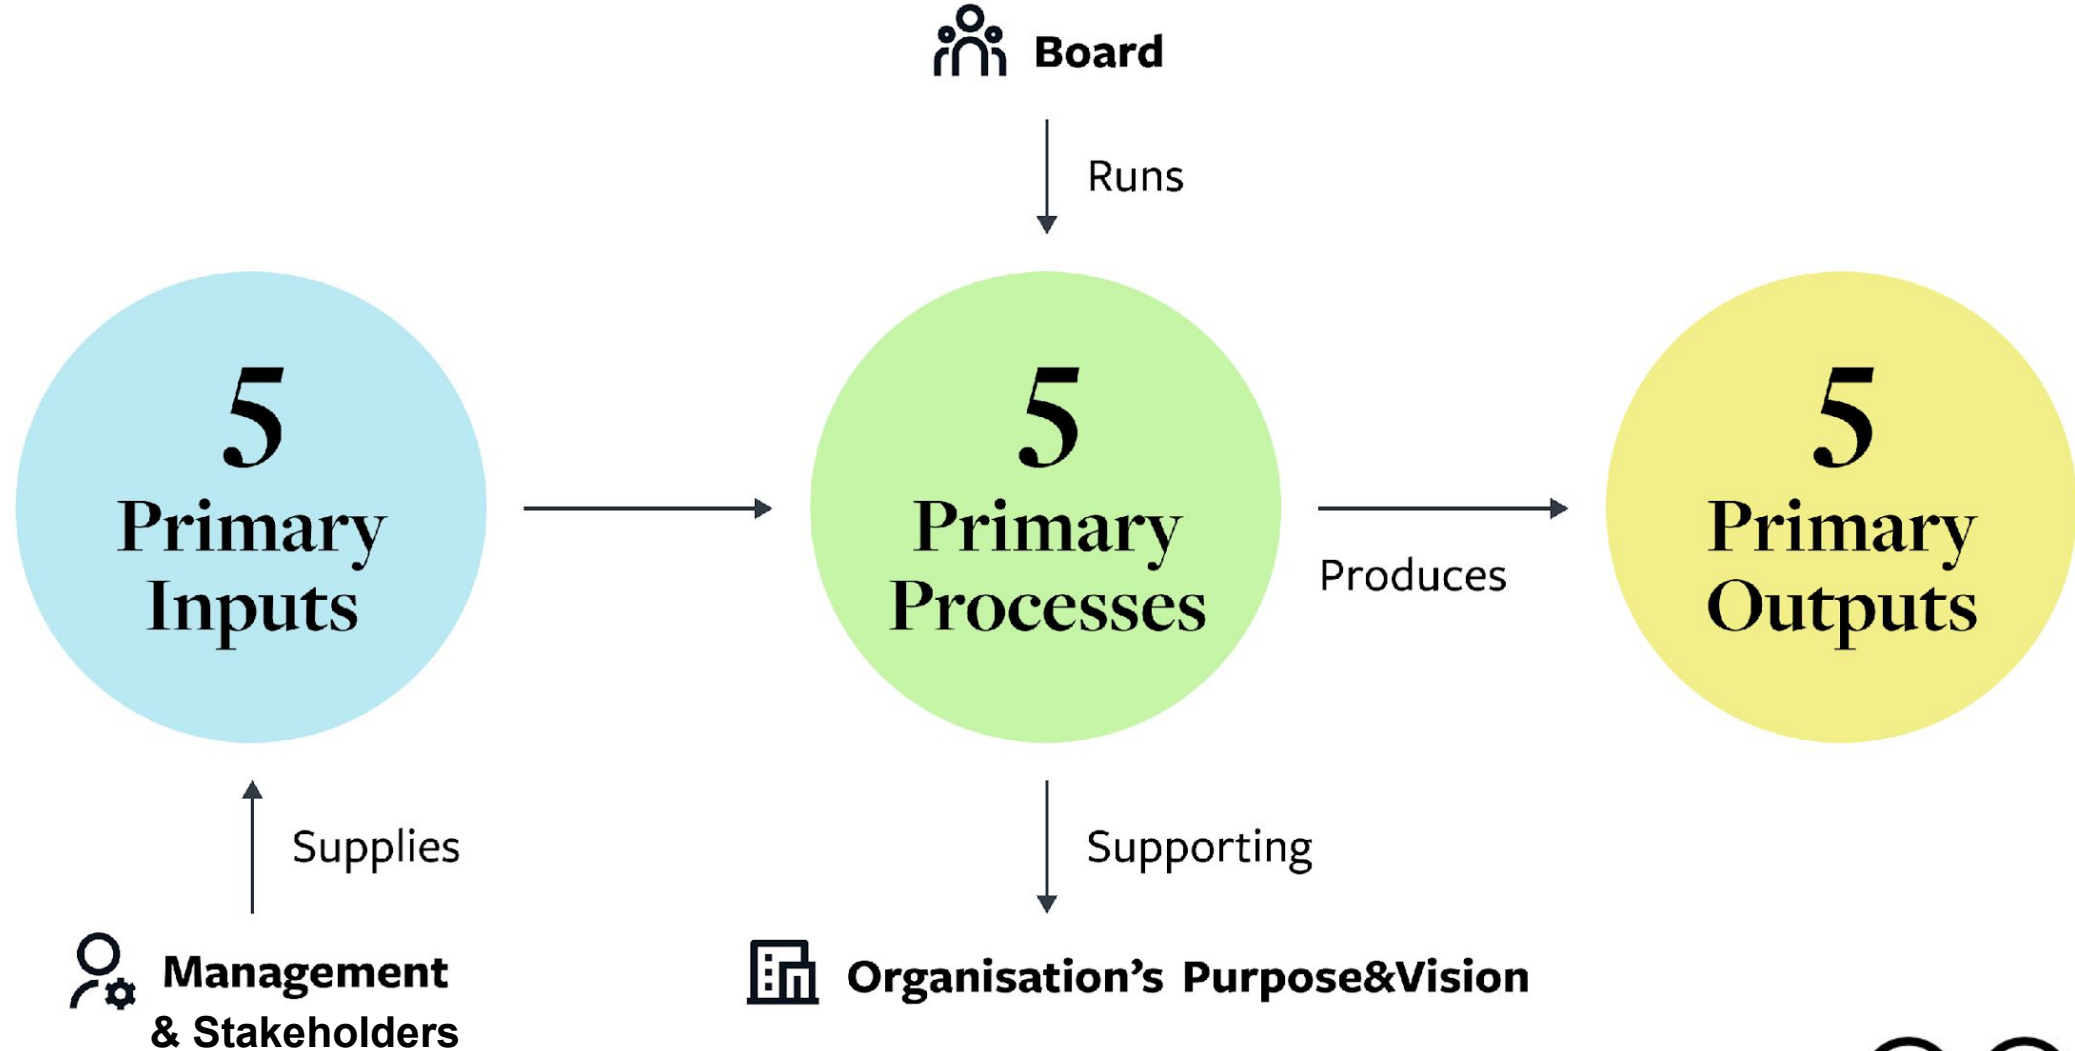 Board
Runs
5
Primary
Inputs
5
Primary
Processes
Produces
5
Primary
Outputs
Supplies
Supporting
Management
& Stakeholders
Organisation’s Purpose&Vision